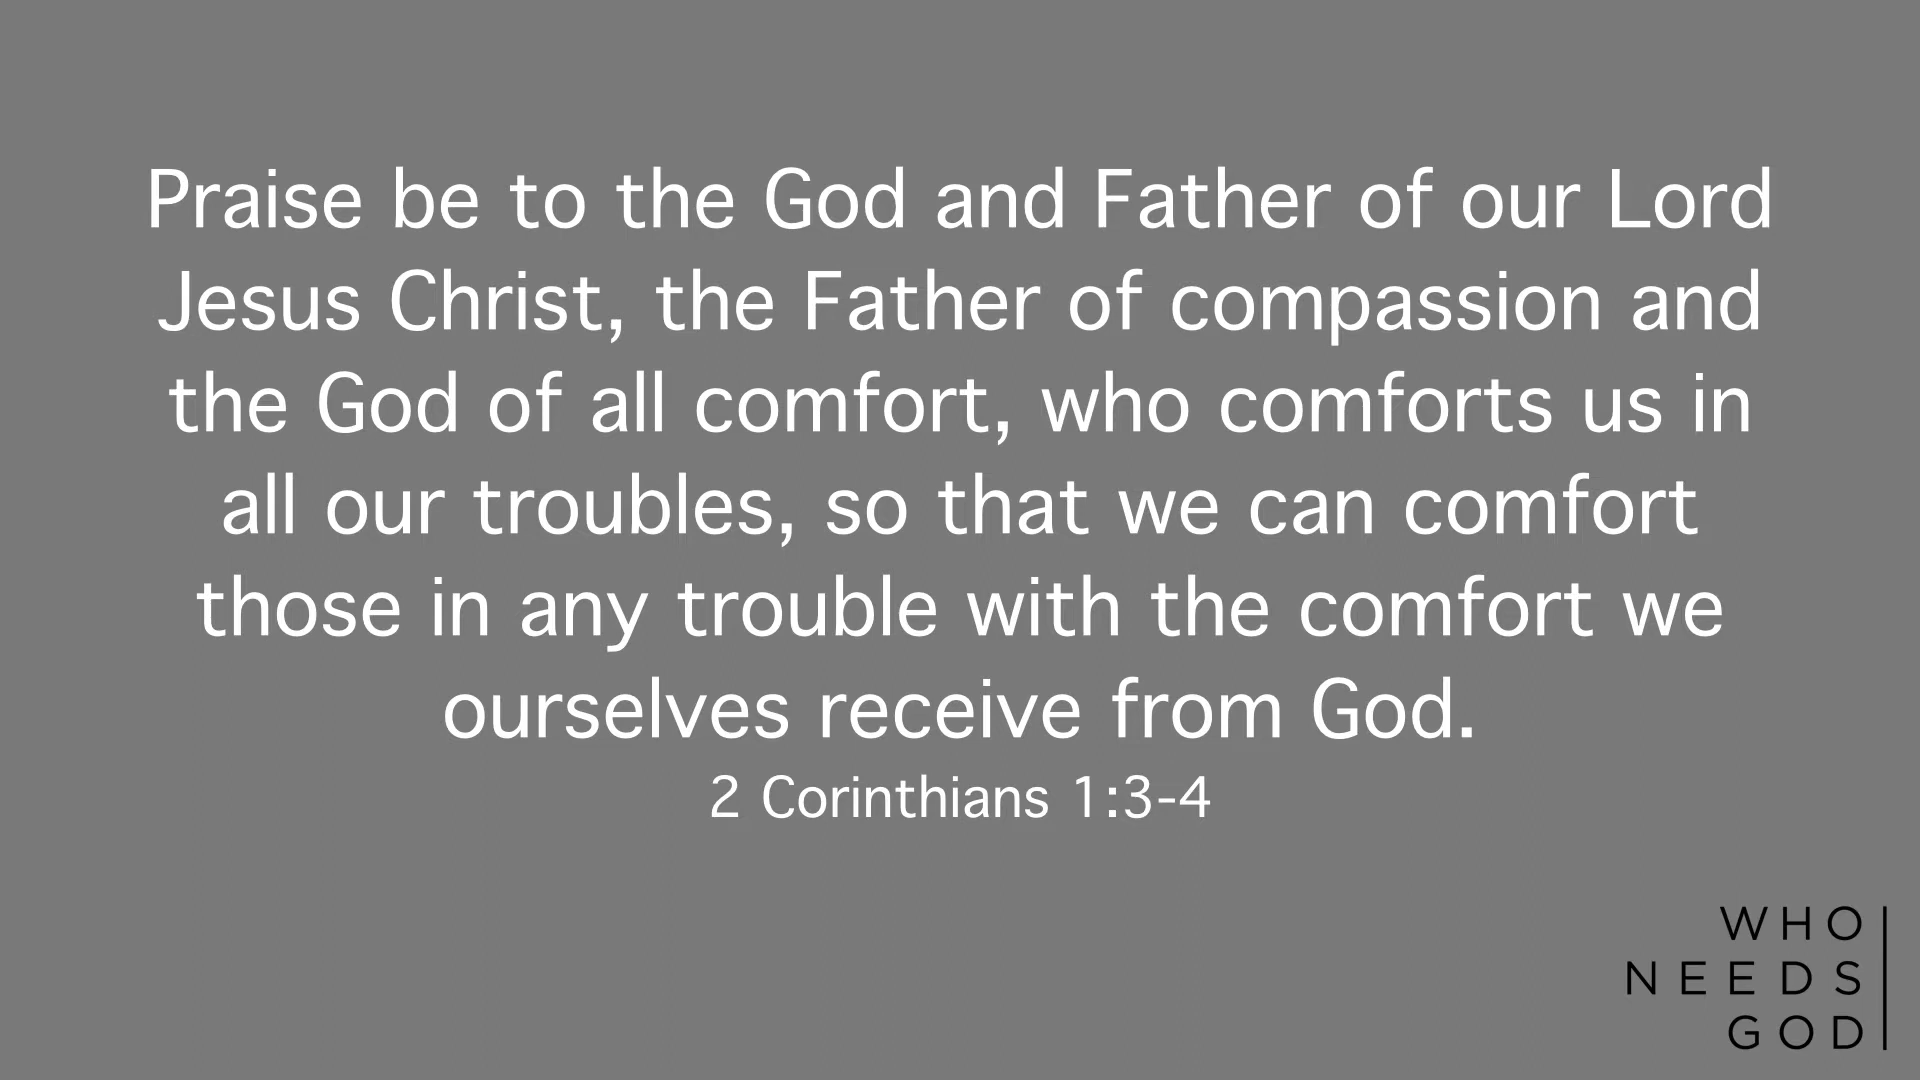 Praise be to the God and Father of our Lord
Jesus Christ, the Father of compassion and
the God of all comfort, who comforts us in
all our troubles, so that we can comfort
those in any trouble with the comfort we
ourselves receive from God.
2 Corinthians 1:3-4
WHO
NEEDS
GOD